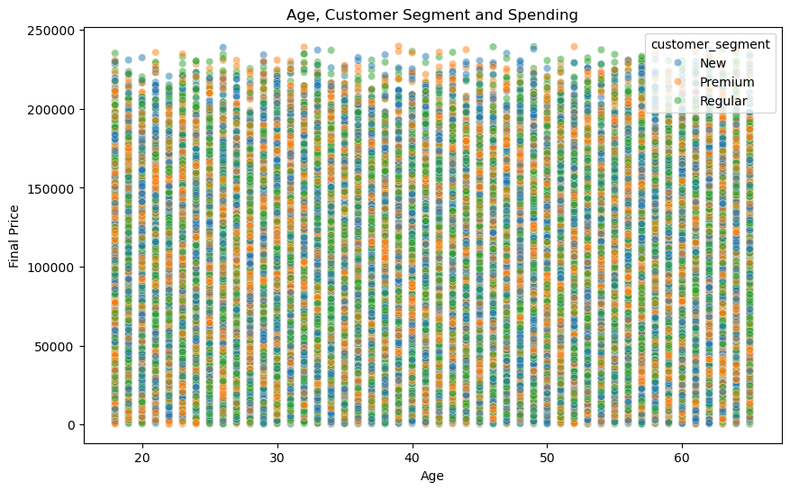 Age, Customer Segment and Spending
customer_segment
New
Premium
Regular
250000
200000
150000
100000
50000
0
Final Price
20
30
40
50
60
Age